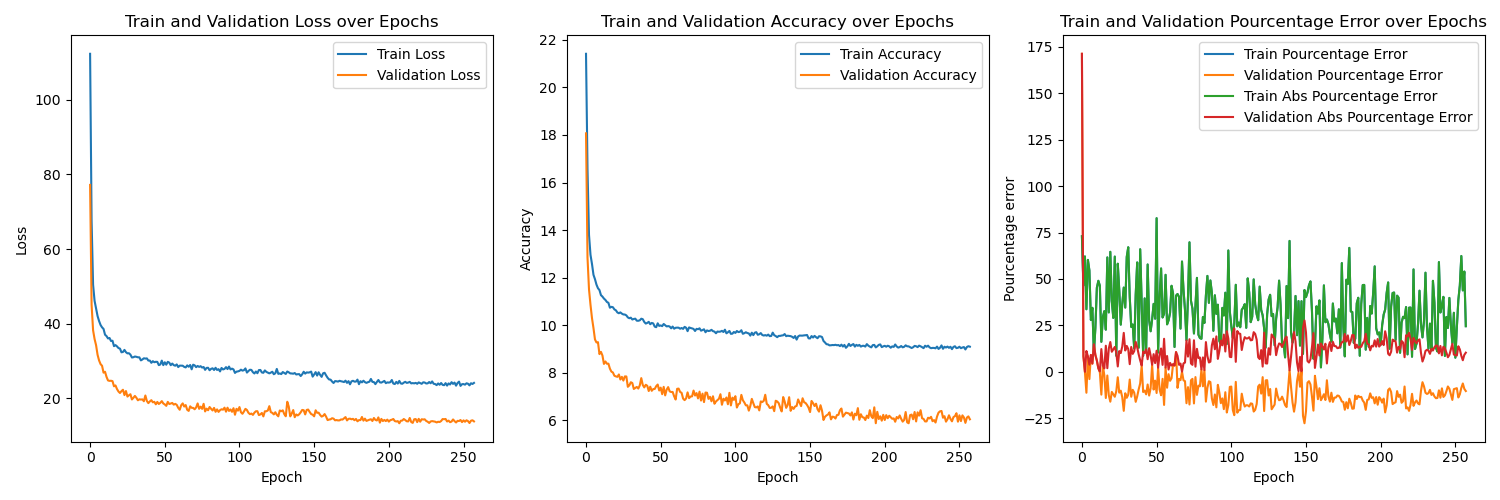 Train and Validation Loss over Epochs
Train Loss
Validation Loss
Loss
100
80
60
40
20
0
50
100
150
200
250
Epoch
Train and Validation Accuracy over Epochs
Train Accuracy
Validation Accuracy
Accuracy
22
20
18
16
14
12
10
8
6
0
50
100
150
200
250
Epoch
Train and Validation Pourcentage Error over Epochs
Train Pourcentage Error
Validation Pourcentage Error
Train Abs Pourcentage Error
Validation Abs Pourcentage Error
Pourcentage error
175
150
125
100
75
50
25
0
−25
0
50
100
150
200
250
Epoch